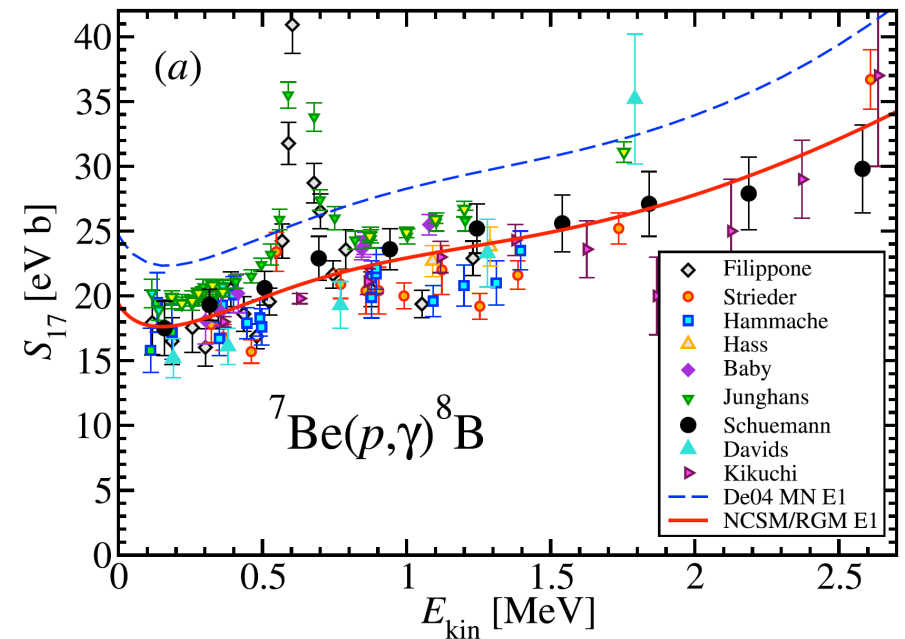 (a)
S17 [eV b]
40
35
30
25
20
15
10
5
0
7Be(p,γ)8B
Filippone
Strieder
Hammache
Hass
Baby
Junghans
Schuemann
Davids
Kikuchi
De04 MN E1
NCSM/RGM E1
0 0.5 1 1.5 2 2.5
Ekin [MeV]